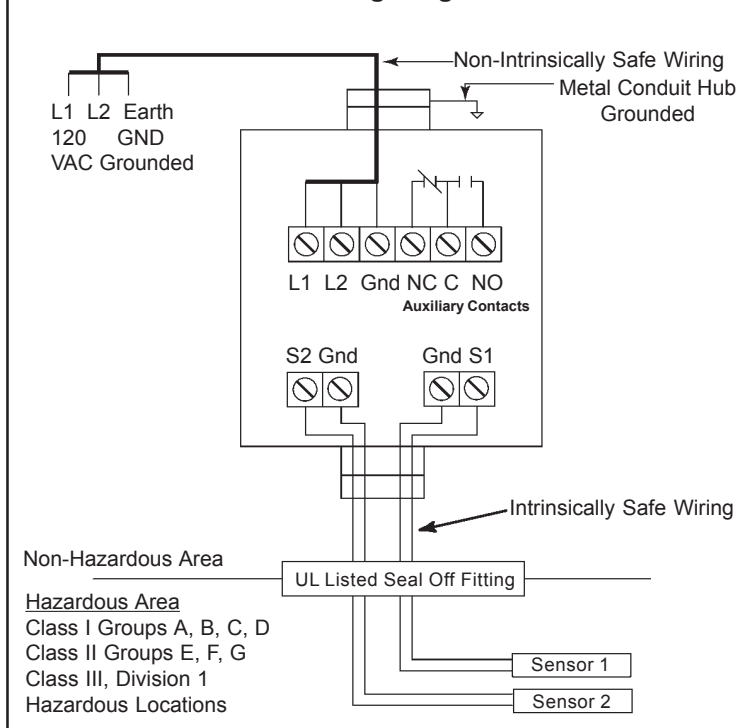 Non-Intrinsically Safe Wiring
Metal Conduit Hub
Grounded
L1 L2 Earth
120 GND
VAC Grounded
L1 L2 Gnd NC C NO
Auxiliary Contacts
S2 Gnd
Gnd S1
Intrinsically Safe Wiring
Non-Hazardous Area
UL Listed Seal Off Fitting
Hazardous Area
Class I Groups A, B, C, D
Class II Groups E, F, G
Class III, Division 1
Hazardous Locations
Sensor 1
Sensor 2